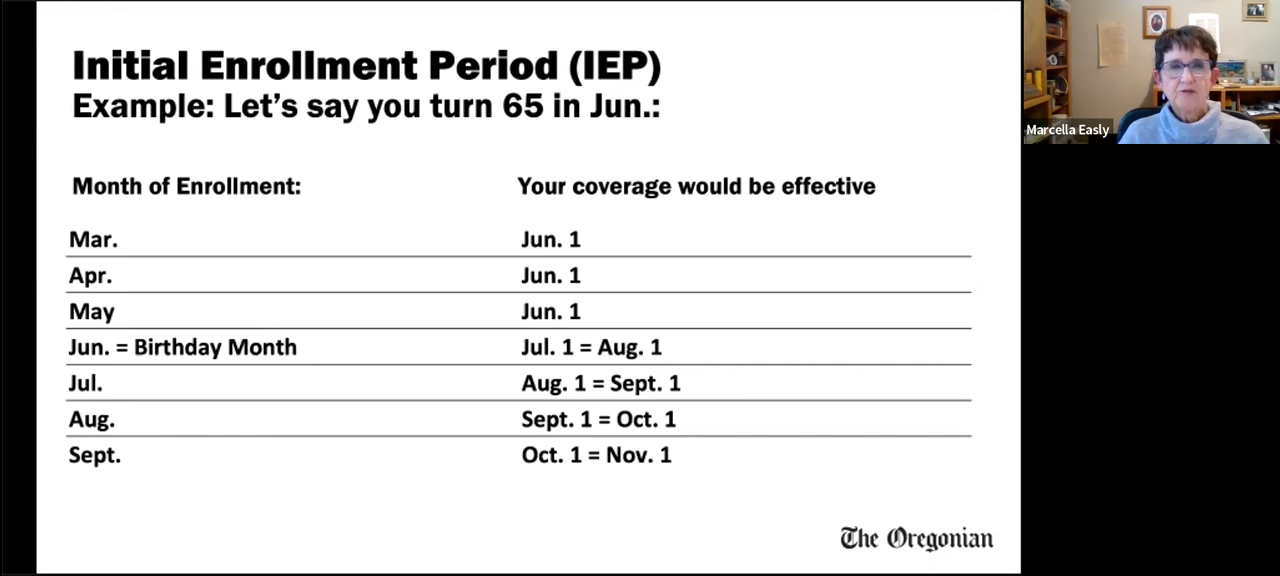 Initial Enrollment Period (IEP)
Example: Let's say you turn 65 in Jun.:
Month of Enrollment: Your coverage would be effective
Mar. Jun. 1
Apr. Jun. 1
May Jun. 1
Jun. = Birthday Month Jul. 1 = Aug. 1
Jul. Aug. 1 = Sept. 1
Aug. Sept. 1 = Oct. 1
Sept. Oct. 1 = Nov. 1
The Oregonian
Marcella Easly